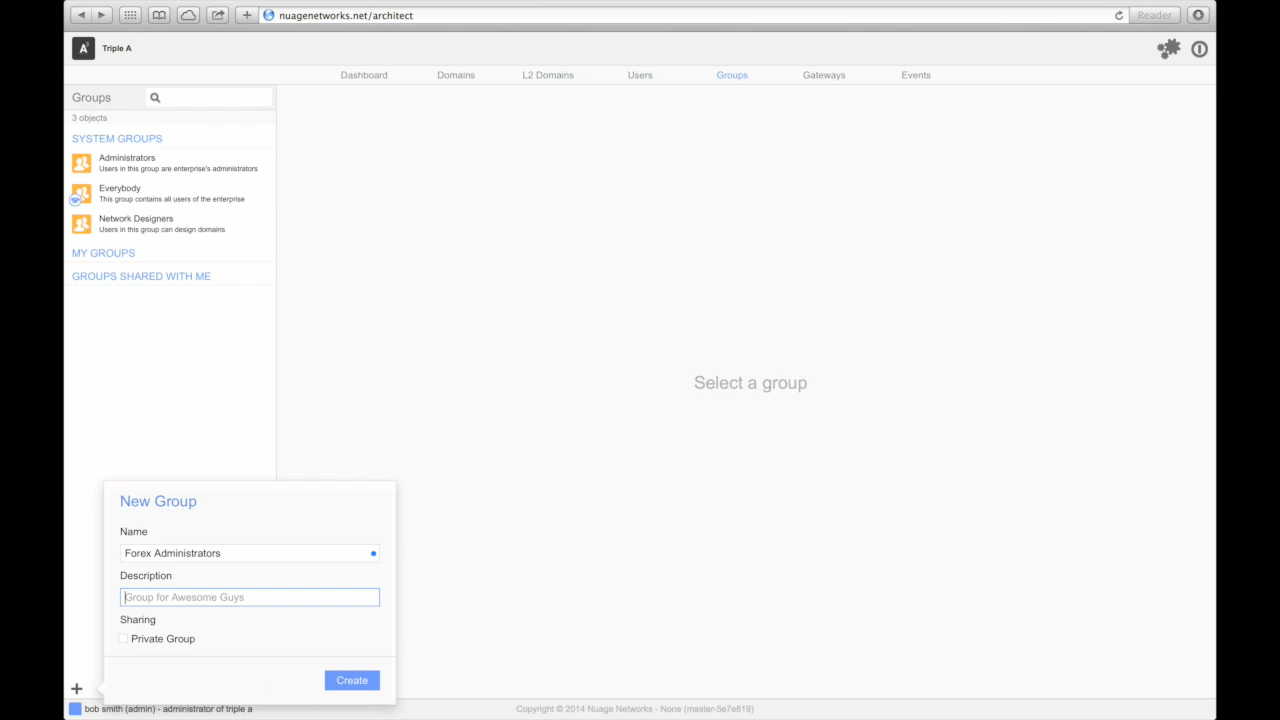 nuagenetworks.net/architect
Reader
A3
Triple A
Dashboard
Domains
L2 Domains
Users
Groups
Gateways
Events
Groups
3 objects
SYSTEM GROUPS
Administrators
Users in this group are enterprise's administrators
Everybody
This group contains all users of the enterprise
Network Designers
Users in this group can design domains
MY GROUPS
GROUPS SHARED WITH ME
Select a group
New Group
Name
Forex Administrators
Description
Group for Awesome Guys
Sharing
Private Group
Create
bob smith (admin) - administrator of triple a
Copyright © 2014 Nuage Networks - None (master-5e7e819)